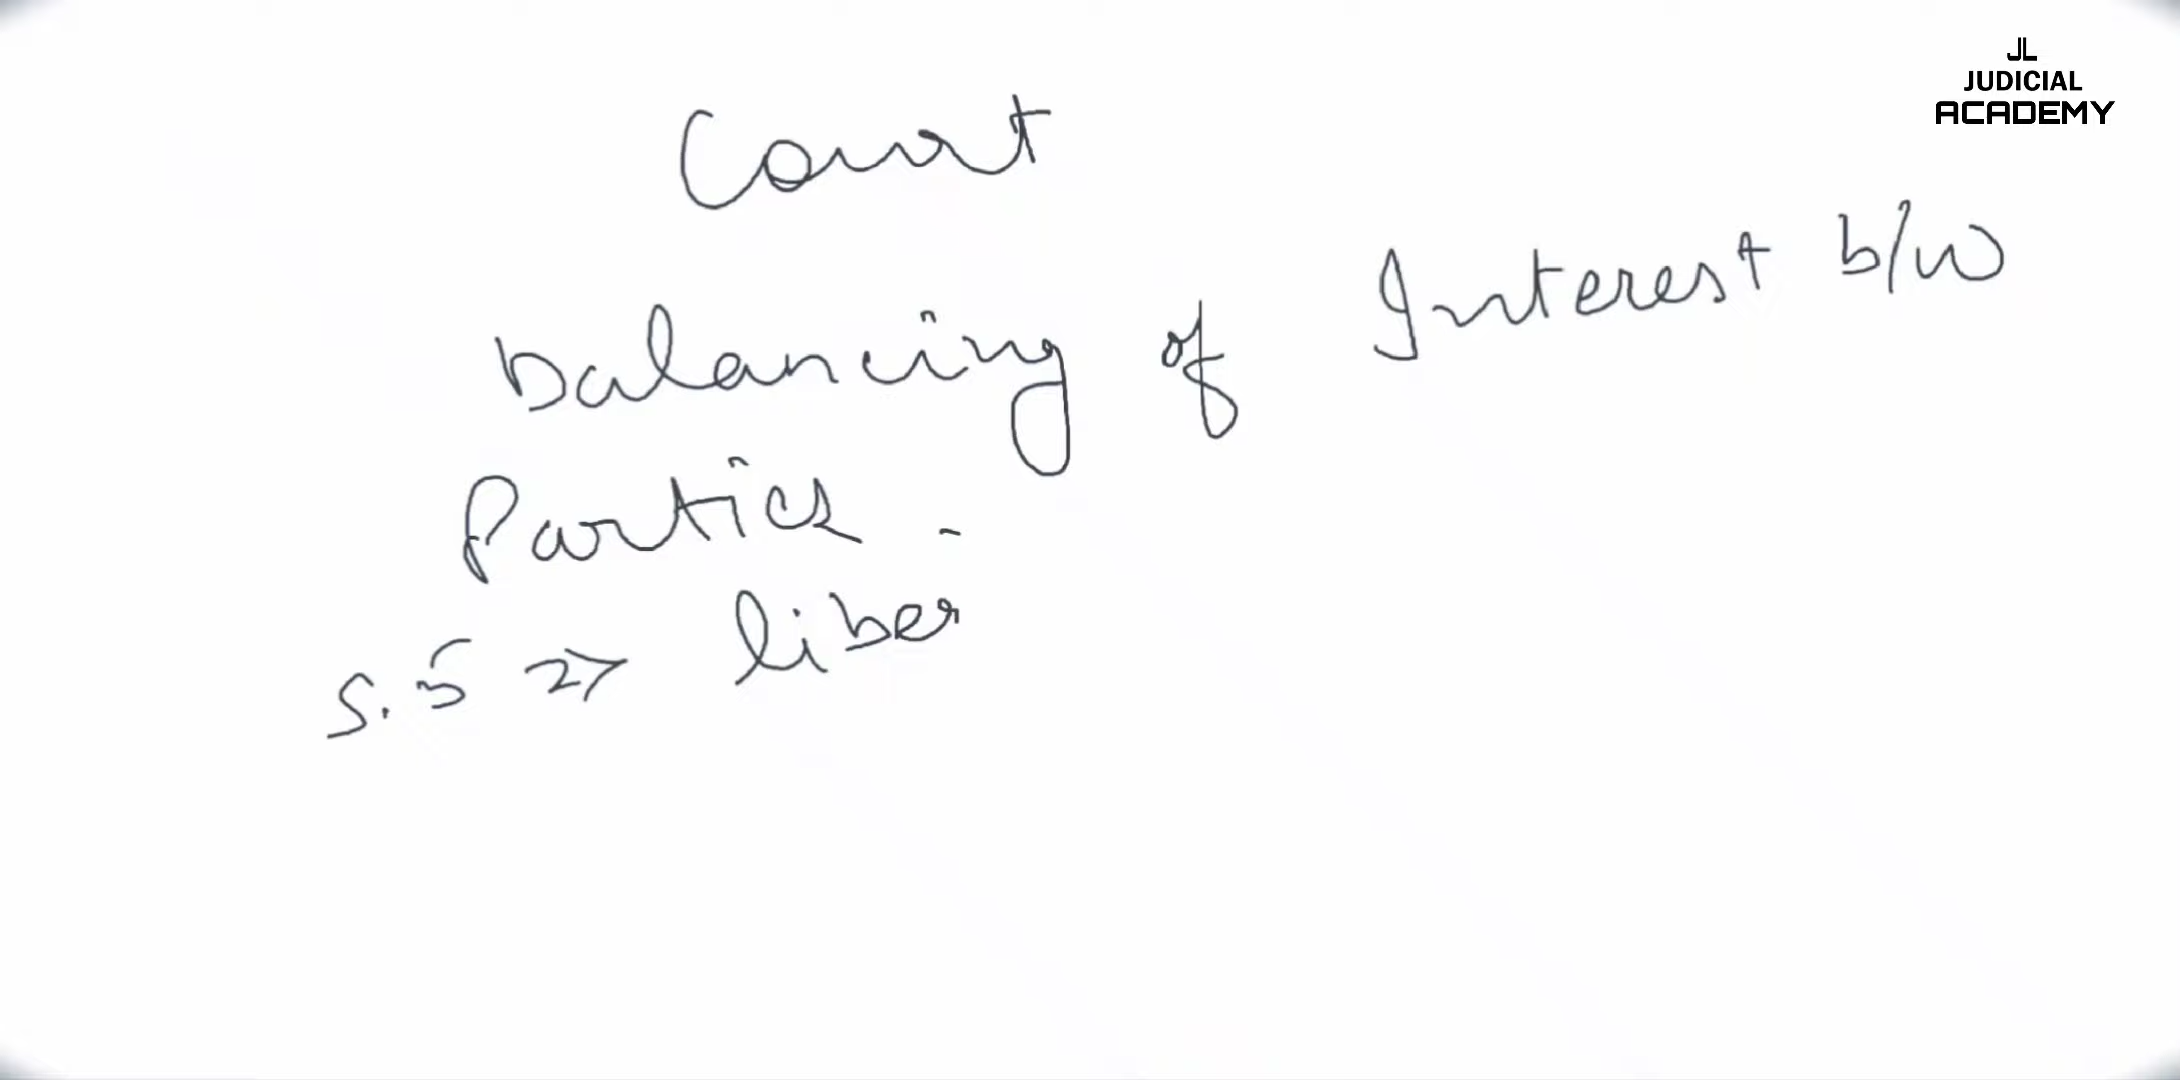 JL
JUDICIAL
ACADEMY
Court
balancing of Interest b/w
Parties -
S.5 => liber